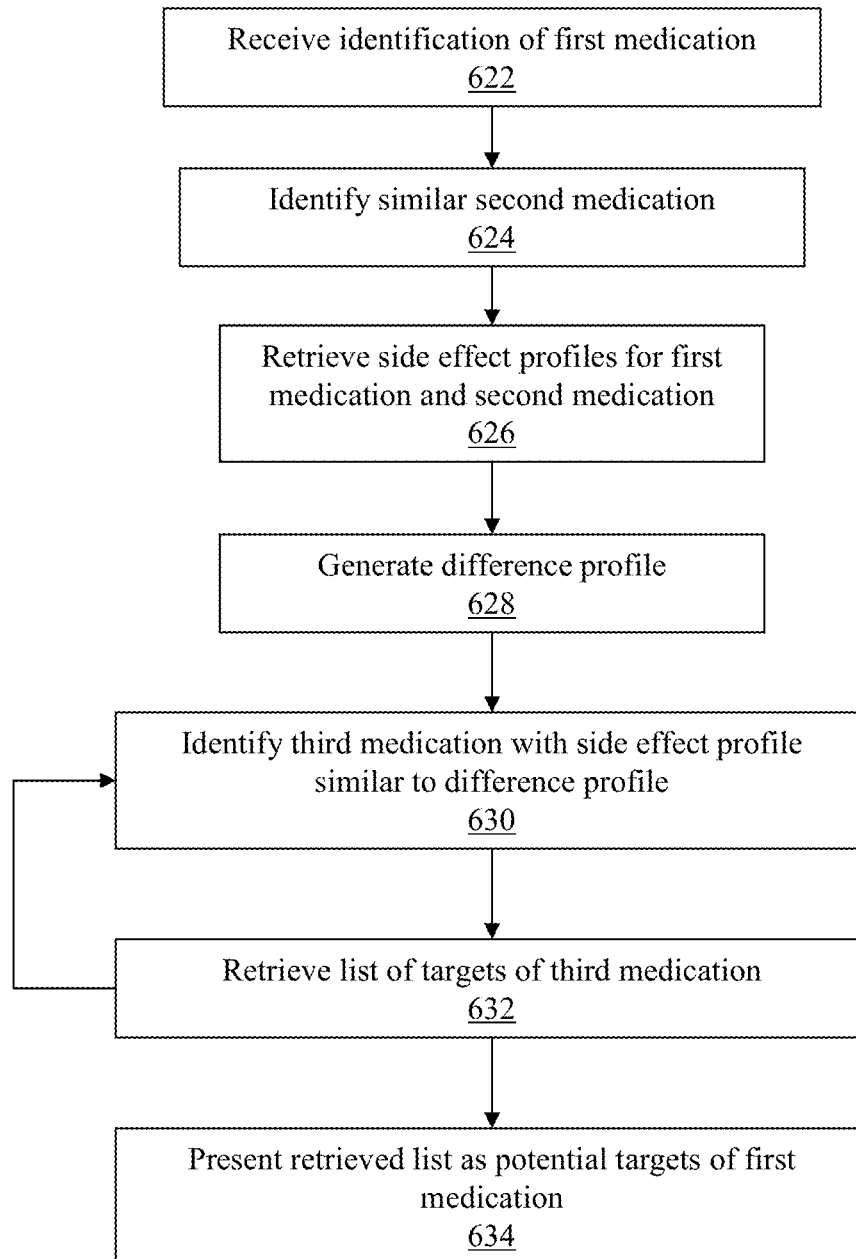 Receive identification of first medication
622
Identify similar second medication
624
Retrieve side effect profiles for first
medication and second medication
626
Generate difference profile
628
Identify third medication with side effect profile
similar to difference profile
630
Retrieve list of targets of third medication
632
Present retrieved list as potential targets of first
medication
634